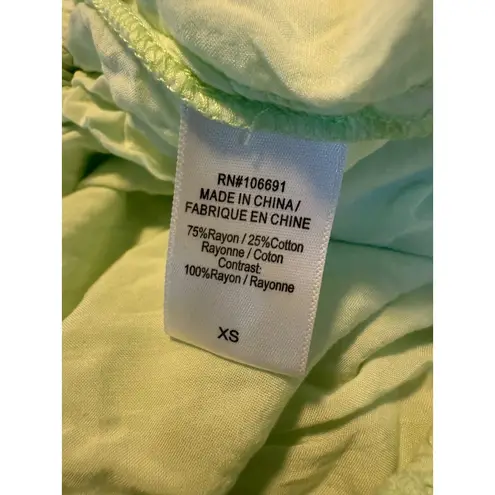 RN#106691
MADE IN CHINA/
FABRIQUE EN CHINE
75%Rayon / 25%Cotton
Rayonne / Coton
Contrast:
100%Rayon / Rayonne
XS